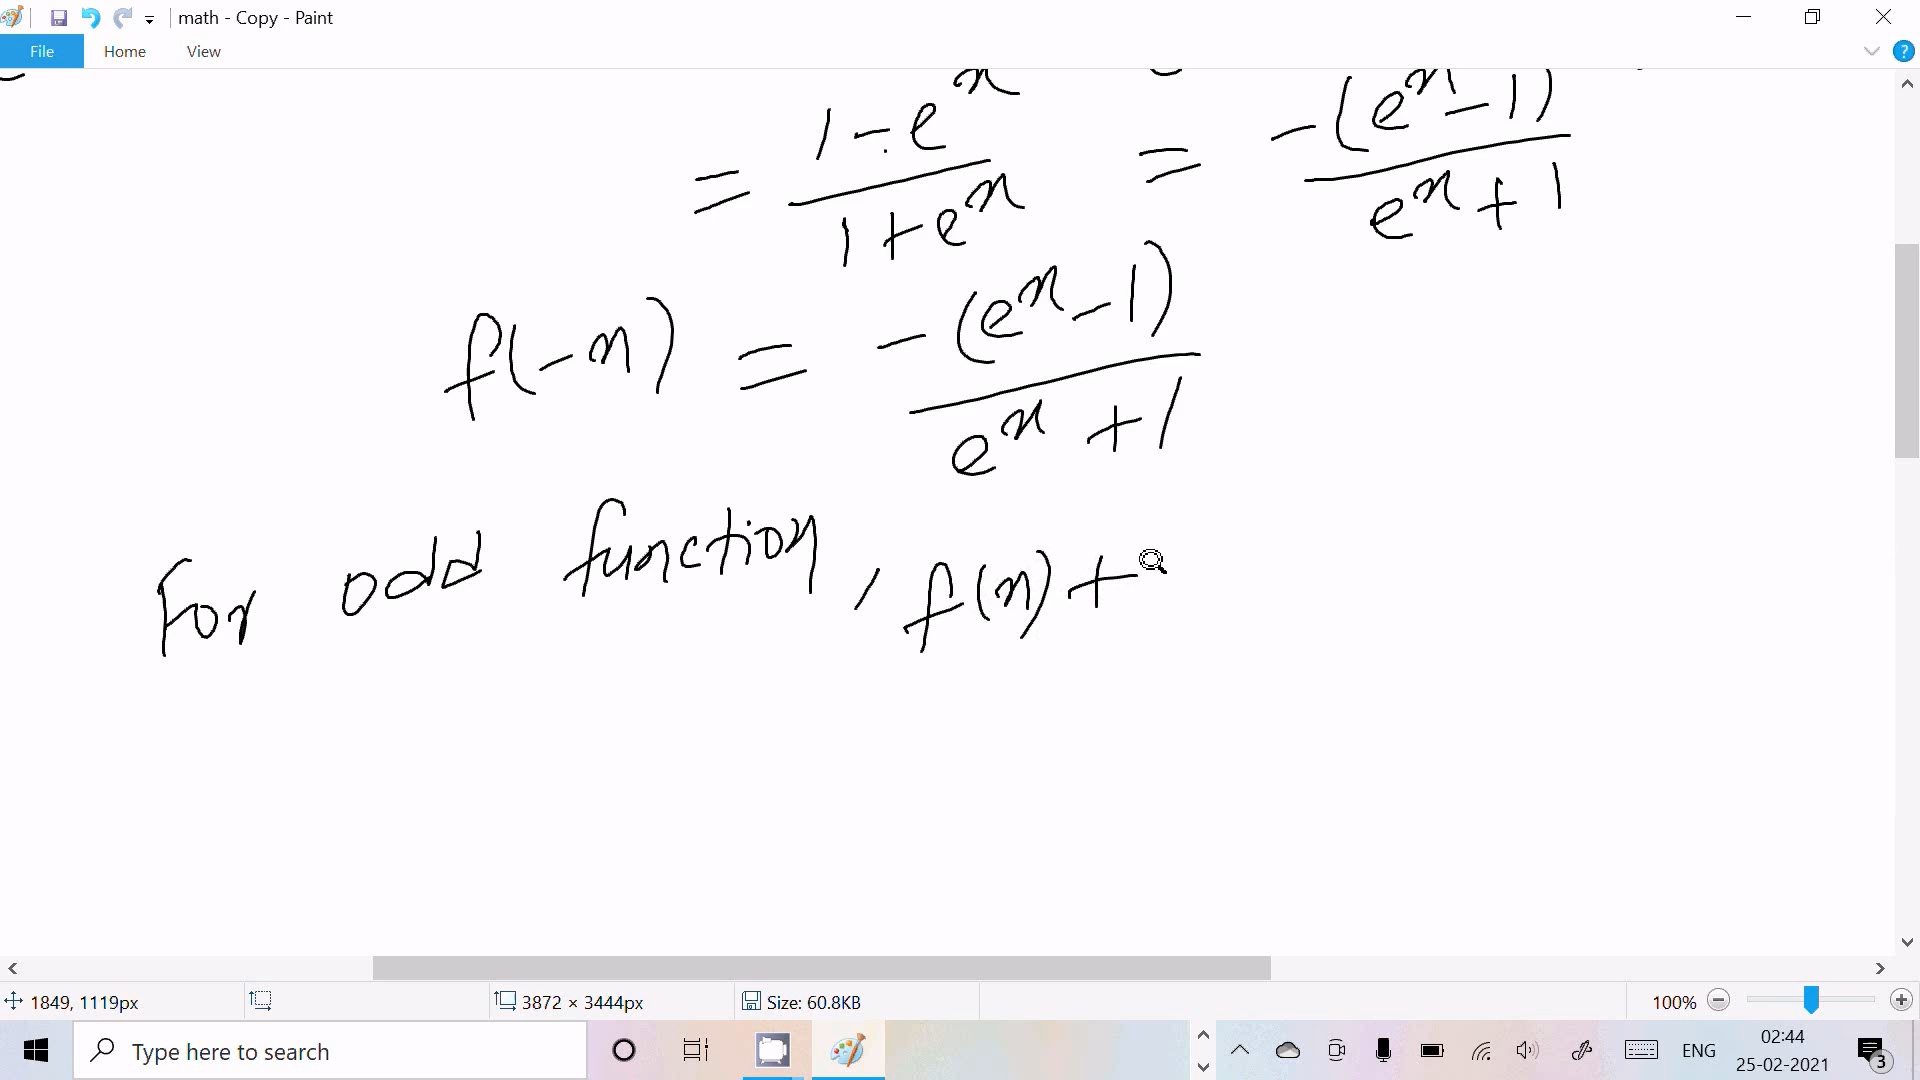 math - Copy - Paint
File Home View
= 1 - e^x / 1 + e^x = -(e^x - 1) / e^x + 1
f(-x) = -(e^x - 1) / e^x + 1
For odd function, f(x) +
1849, 1119px 3872 × 3444px Size: 60.8KB 100%
Type here to search ENG 02:44
25-02-2021 3